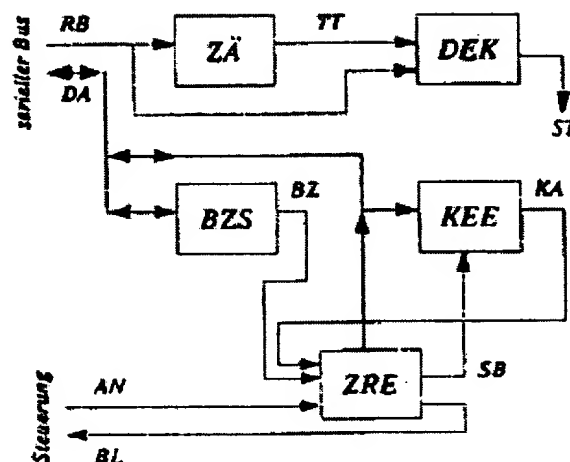 serieller Bus
RB
ZÄ
TT
DEK
DA
ST
BZS
BZ
KEE
KA
ZRE
SB
Steuerung
AN
BL